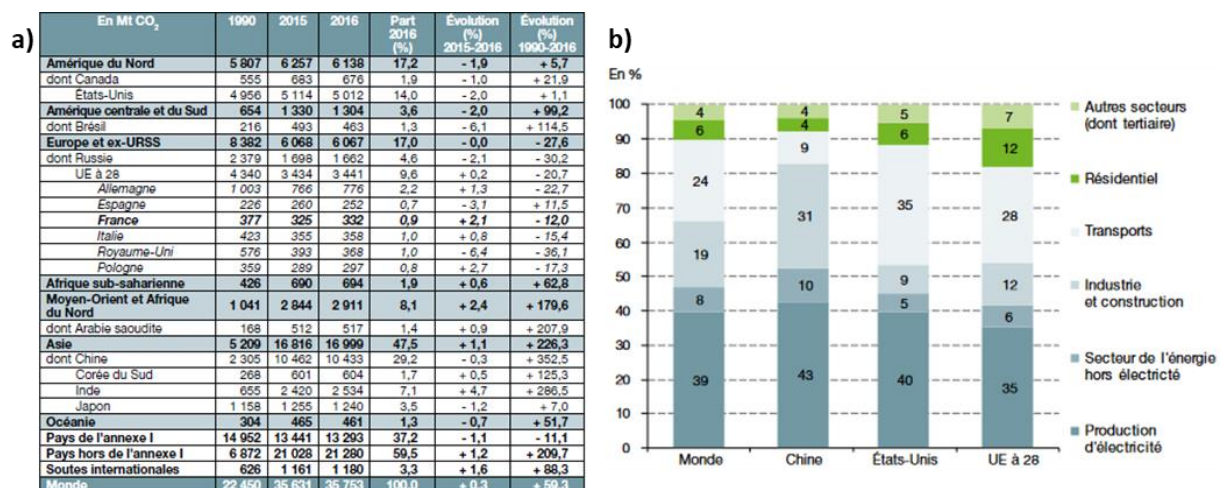 a)
En Mt CO2 1990 2015 2016 Part 2016 (%) Évolution (%) 2015-2016 Évolution (%) 1990-2016
Amérique du Nord 5 807 6 257 6 138 17,2 - 1,9 + 5,7
dont Canada 555 683 676 1,9 - 1,0 + 21,9
États-Unis 4 956 5 114 5 012 14,0 - 2,0 + 1,1
Amérique centrale et du Sud 654 1 330 1 304 3,6 - 2,0 + 99,2
dont Brésil 216 493 463 1,3 - 6,1 + 114,5
Europe et ex-URSS 8 382 6 068 6 067 17,0 - 0,0 - 27,6
dont Russie 2 379 1 698 1 662 4,6 - 2,1 - 30,2
UE à 28 4 340 3 434 3 441 9,6 + 0,2 - 20,7
Allemagne 1 003 766 776 2,2 + 1,3 - 22,7
Espagne 226 260 252 0,7 - 3,1 + 11,5
France 377 325 332 0,9 + 2,1 - 12,0
Italie 423 355 358 1,0 + 0,8 - 15,4
Royaume-Uni 576 393 368 1,0 - 6,4 - 36,1
Pologne 359 289 297 0,8 + 2,7 - 17,3
Afrique sub-saharienne 426 690 694 1,9 + 0,6 + 62,8
Moyen-Orient et Afrique du Nord 1 041 2 844 2 911 8,1 + 2,4 + 179,6
dont Arabie saoudite 168 512 517 1,4 + 0,9 + 207,9
Asie 5 209 16 816 16 999 47,5 + 1,1 + 226,3
dont Chine 2 305 10 462 10 433 29,2 - 0,3 + 352,5
Corée du Sud 268 601 604 1,7 + 0,5 + 125,3
Inde 655 2 420 2 534 7,1 + 4,7 + 286,5
Japon 1 158 1 255 1 240 3,5 - 1,2 + 7,0
Océanie 304 465 461 1,3 - 0,7 + 51,7
Pays de l'annexe I 14 952 13 441 13 293 37,2 - 1,1 - 11,1
Pays hors de l'annexe I 6 872 21 028 21 280 59,5 + 1,2 + 209,7
Soutes internationales 626 1 161 1 180 3,3 + 1,6 + 88,3
Monde 22 450 35 631 35 753 100,0 + 0,3 + 59,3
b)
En %
100
90
80
70
60
50
40
30
20
10
0
4 6 24 19 8 39
4 4 9 31 10 43
5 6 35 9 5 40
7 12 28 12 6 35
Monde Chine États-Unis UE à 28
Autres secteurs
(dont tertiaire)
Résidentiel
Transports
Industrie
et construction
Secteur de l'énergie
hors électricté
Production
d'électricité